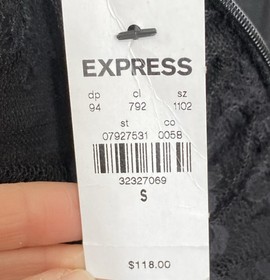 EXPRESS
dp cl sz
94 792 1102
st co
07927531 0058
32327069
S
$118.00